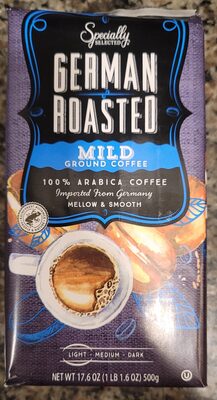 Specially
SELECTED
GERMAN
ROASTED
MILD
GROUND COFFEE
100% ARABICA COFFEE
Imported From Germany
MELLOW & SMOOTH
LIGHT - MEDIUM - DARK
NET WT 17.6 OZ (1 LB 1.6 OZ) 500g
U